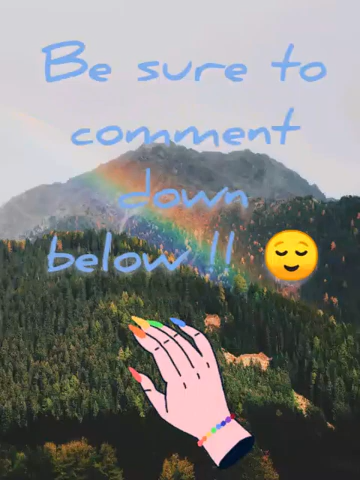 Be sure to
comment
down
below !! 😌